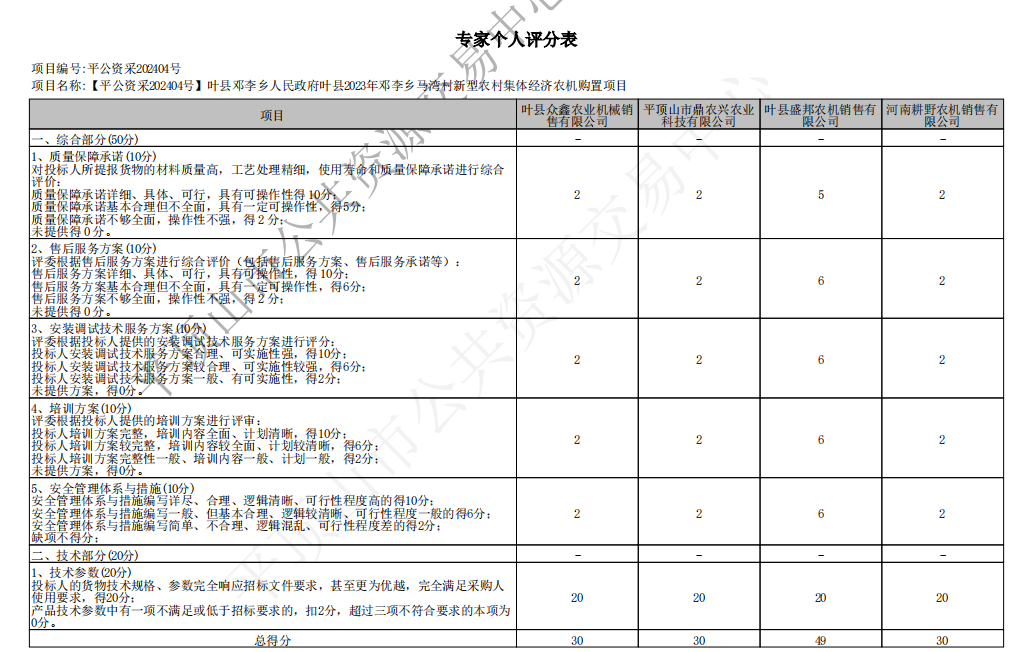 专家个人评分表
项目编号:平公资采202404号
项目名称:【平公资采202404号】叶县邓李乡人民政府叶县2023年邓李乡马湾村新型农村集体经济农机购置项目
项目
叶县众鑫农业机械销售有限公司
平顶山市鼎农兴农业科技有限公司
叶县盛邦农机销售有限公司
河南耕野农机销售有限公司
一、综合部分(50分) - - - -
1、质量保障承诺(10分)
对投标人所提报货物的材料质量高，工艺处理精细，使用寿命和质量保障承诺进行综合
评价:
质量保障承诺详细、具体、可行，具有可操作性得 10分;
质量保障承诺基本合理但不全面，具有一定可操作性，得5分;
质量保障承诺不够全面，操作性不强，得 2 分;
未提供得 0 分。
2 2 5 2
2、售后服务方案(10分)
评委根据售后服务方案进行综合评价（包括售后服务方案、售后服务承诺等）:
售后服务方案详细、具体、可行，具有可操作性，得 10分;
售后服务方案基本合理但不全面，具有一定可操作性，得6分;
售后服务方案不够全面，操作性不强，得 2 分;
未提供得 0 分。
2 2 6 2
3、安装调试技术服务方案(10分)
评委根据投标人提供的安装调试技术服务方案进行评分:
投标人安装调试技术服务方案合理、可实施性强，得10分;
投标人安装调试技术服务方案较合理、可实施性较强，得6分;
投标人安装调试技术服务方案一般、有可实施性，得2分;
未提供方案，得0分。
2 2 6 2
4、培训方案(10分)
评委根据投标人提供的培训方案进行评审:
投标人培训方案完整，培训内容全面、计划清晰，得10分;
投标人培训方案较完整，培训内容较全面、计划较清晰，得6分;
投标人培训方案完整性一般、培训内容一般、计划一般，得2分;
未提供方案，得0分。
2 2 6 2
5、安全管理体系与措施(10分)
安全管理体系与措施编写详尽、合理、逻辑清晰、可行性程度高的得10分;
安全管理体系与措施编写一般、但基本合理、逻辑较清晰、可行性程度一般的得6分;
安全管理体系与措施编写简单、不合理、逻辑混乱、可行性程度差的得2分;
缺项不得分;
2 2 6 2
二、技术部分(20分) - - - -
1、技术参数(20分)
投标人的货物技术规格、参数完全响应招标文件要求，甚至更为优越，完全满足采购人
使用要求，得20分;
产品技术参数中有一项不满足或低于招标要求的，扣2分，超过三项不符合要求的本项为
0分。
20 20 20 20
总得分 30 30 49 30
平顶山市公共资源交易中心
平顶山市公共资源交易中心